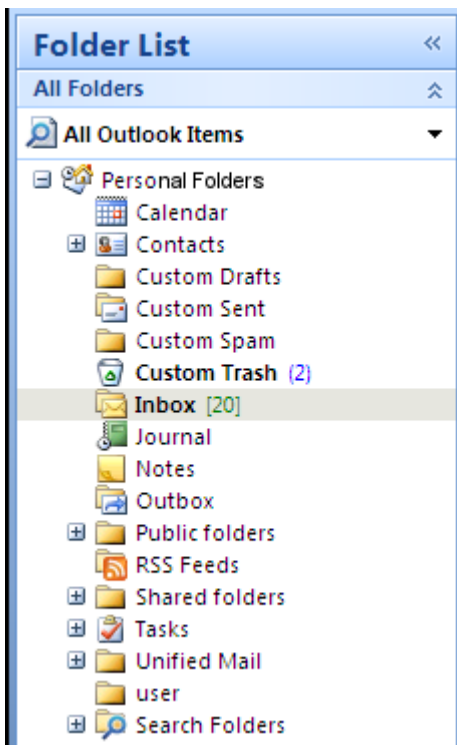 Folder List
All Folders
All Outlook Items
Personal Folders
Calendar
Contacts
Custom Drafts
Custom Sent
Custom Spam
Custom Trash (2)
Inbox [20]
Journal
Notes
Outbox
Public folders
RSS Feeds
Shared folders
Tasks
Unified Mail
user
Search Folders